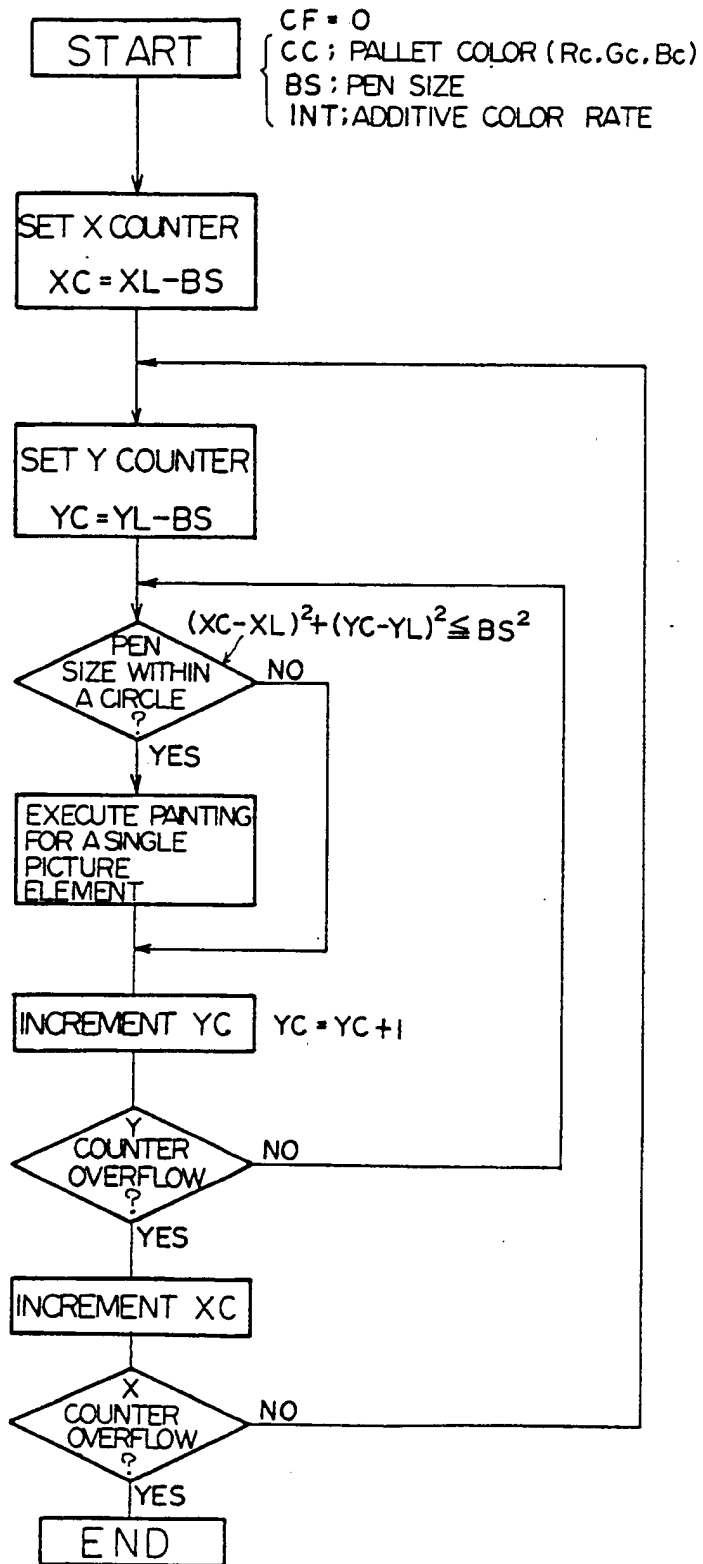 START
CF = 0
CC ; PALLET COLOR (Rc.Gc.Bc)
BS ; PEN SIZE
INT ; ADDITIVE COLOR RATE
SET X COUNTER
XC = XL-BS
SET Y COUNTER
YC = YL-BS
(XC-XL)²+(YC-YL)² ≦ BS²
PEN
SIZE WITHIN
A CIRCLE
?
NO
YES
EXECUTE PAINTING
FOR A SINGLE
PICTURE
ELEMENT
INCREMENT YC
YC = YC+1
Y
COUNTER
OVERFLOW
?
NO
YES
INCREMENT XC
X
COUNTER
OVERFLOW
?
NO
YES
END